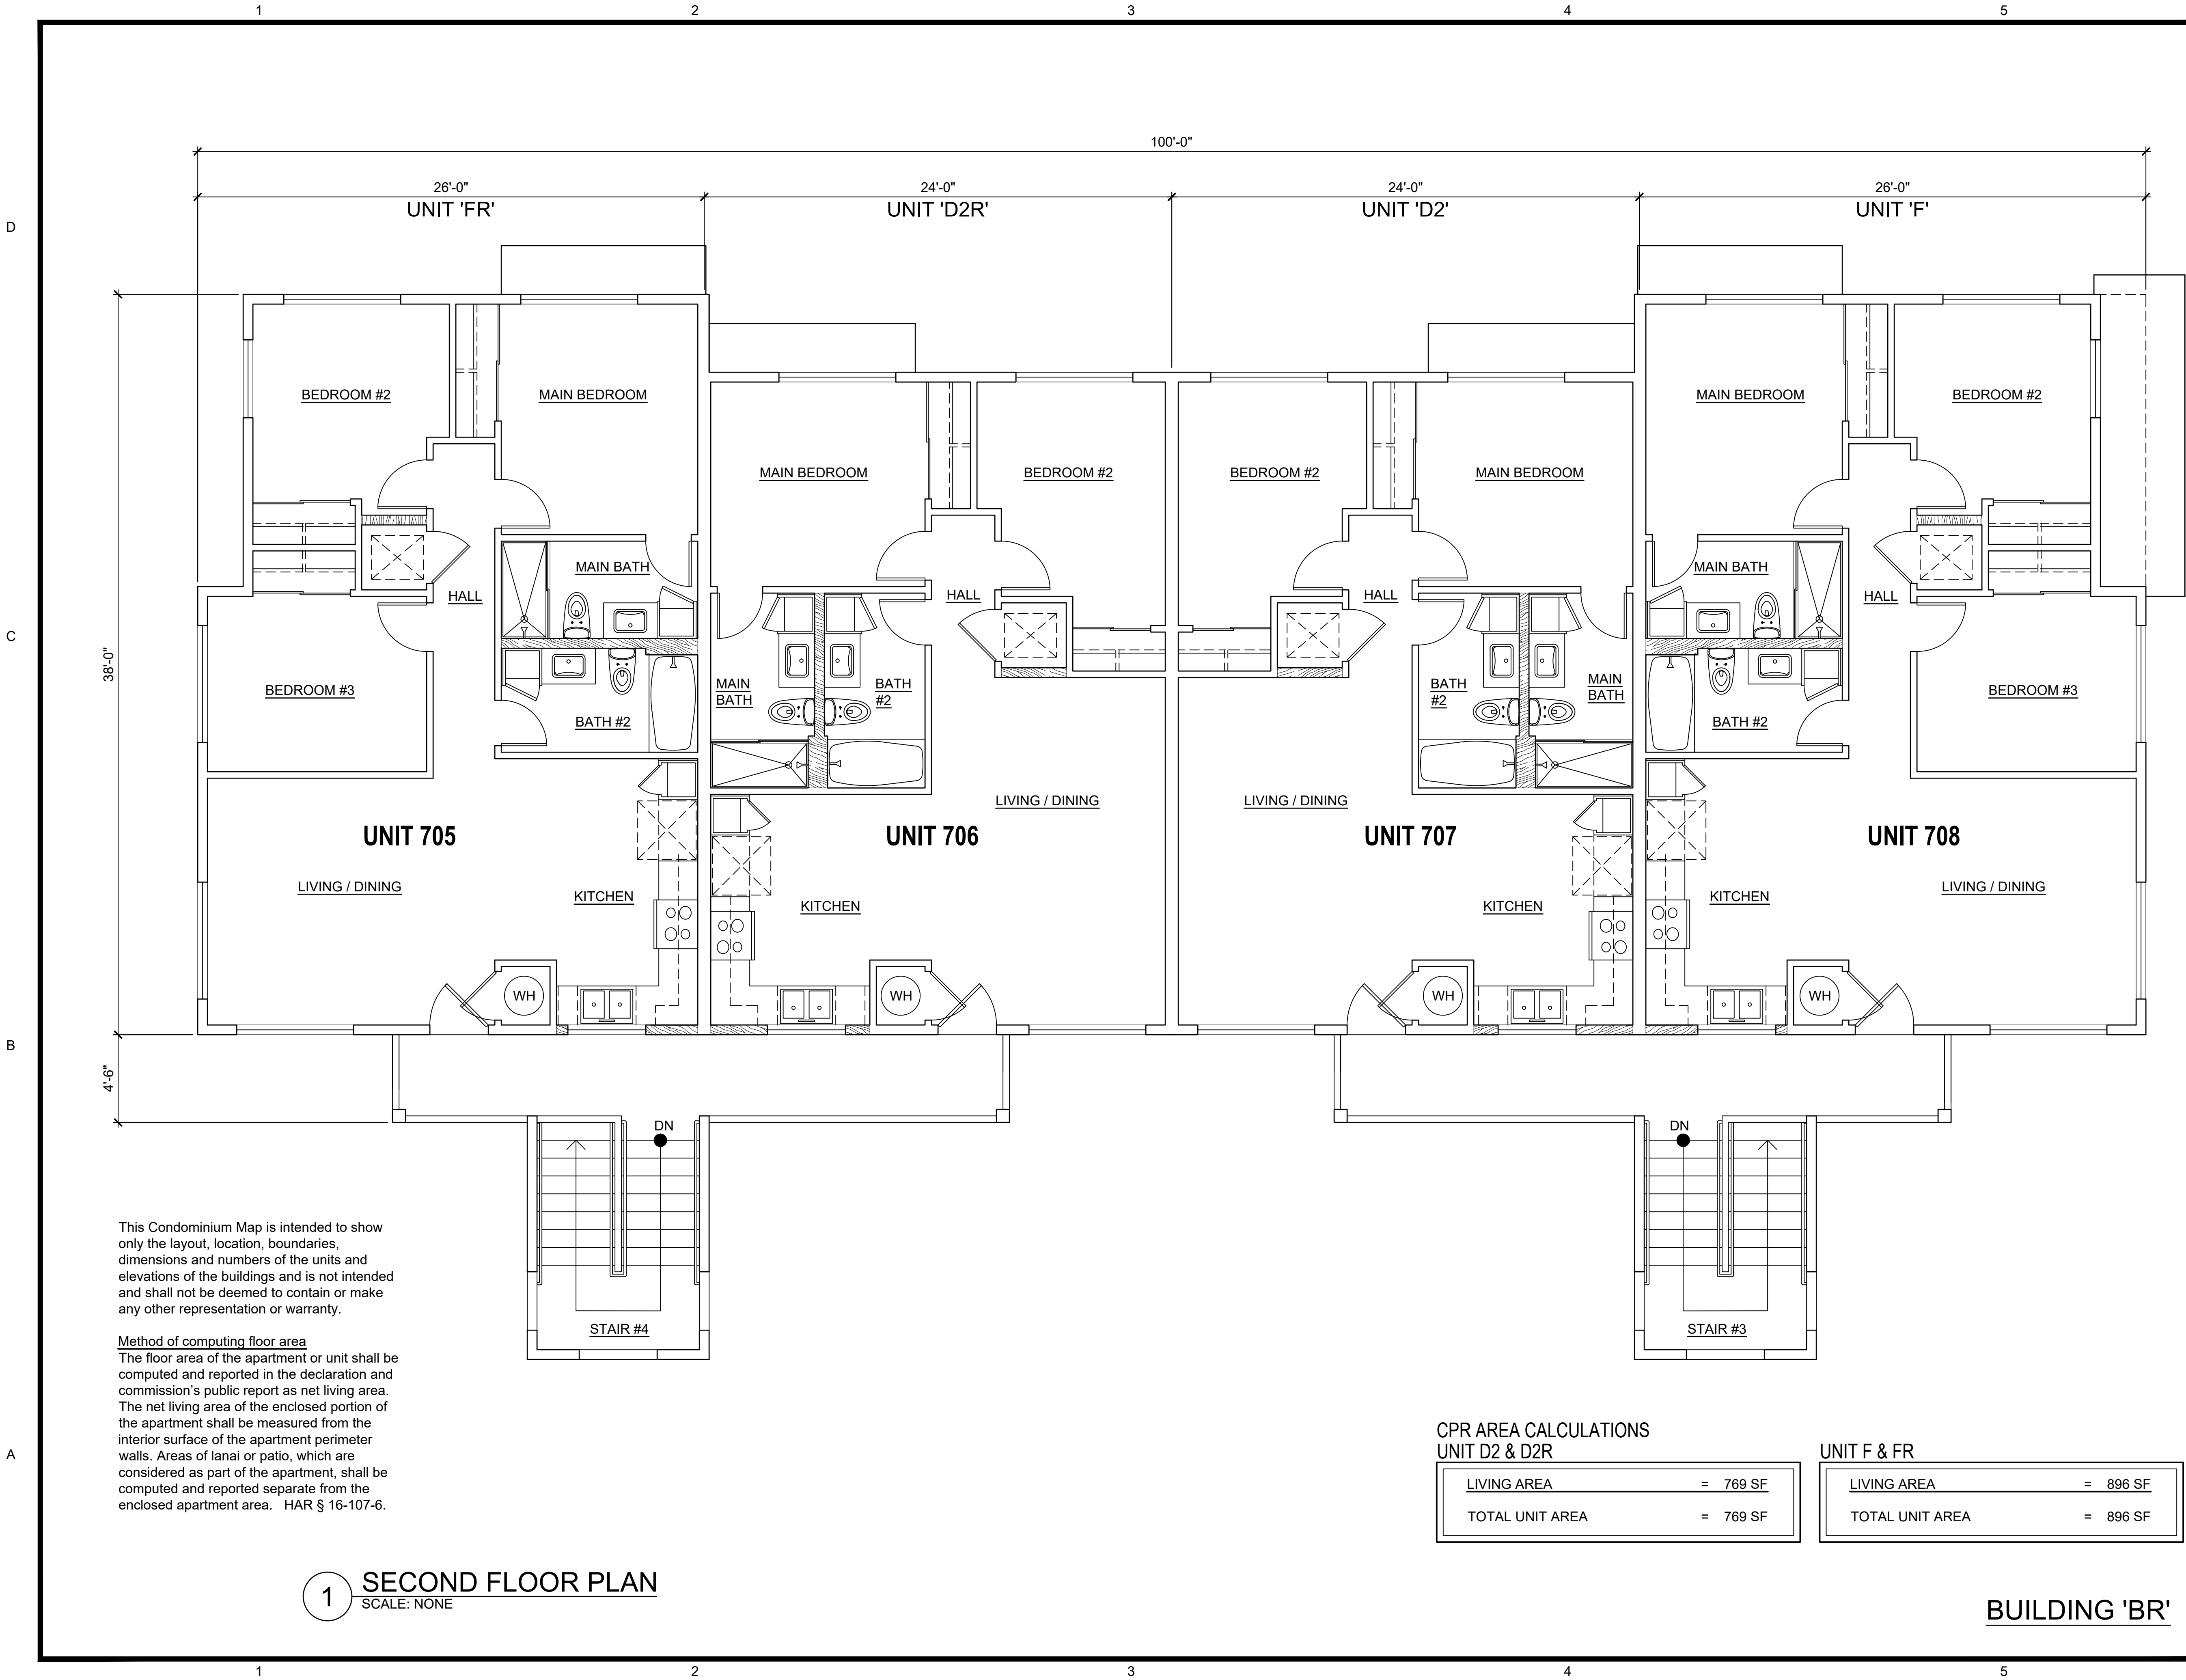 1 2 3 4 5
100'-0"
26'-0" 24'-0" 24'-0" 26'-0"
UNIT 'FR' UNIT 'D2R' UNIT 'D2' UNIT 'F'
D
BEDROOM #2 MAIN BEDROOM MAIN BEDROOM BEDROOM #2
MAIN BEDROOM BEDROOM #2 BEDROOM #2 MAIN BEDROOM
MAIN BATH MAIN BATH
HALL HALL HALL HALL
C
38'-0"
BEDROOM #3 BEDROOM #3
MAIN
BATH
BATH
#2
BATH
#2
MAIN
BATH
BATH #2 BATH #2
LIVING / DINING LIVING / DINING
UNIT 705 UNIT 706 UNIT 707 UNIT 708
LIVING / DINING LIVING / DINING
KITCHEN KITCHEN KITCHEN KITCHEN
WH WH WH WH
B
4'-6"
DN DN
STAIR #4 STAIR #3
This Condominium Map is intended to show
only the layout, location, boundaries,
dimensions and numbers of the units and
elevations of the buildings and is not intended
and shall not be deemed to contain or make
any other representation or warranty.
Method of computing floor area
The floor area of the apartment or unit shall be
computed and reported in the declaration and
commission's public report as net living area.
The net living area of the enclosed portion of
the apartment shall be measured from the
interior surface of the apartment perimeter
walls. Areas of lanai or patio, which are
considered as part of the apartment, shall be
computed and reported separate from the
enclosed apartment area. HAR § 16-107-6.
A
CPR AREA CALCULATIONS
UNIT D2 & D2R
LIVING AREA = 769 SF
TOTAL UNIT AREA = 769 SF
UNIT F & FR
LIVING AREA = 896 SF
TOTAL UNIT AREA = 896 SF
1 SECOND FLOOR PLAN
SCALE: NONE
BUILDING 'BR'
1 2 3 4 5